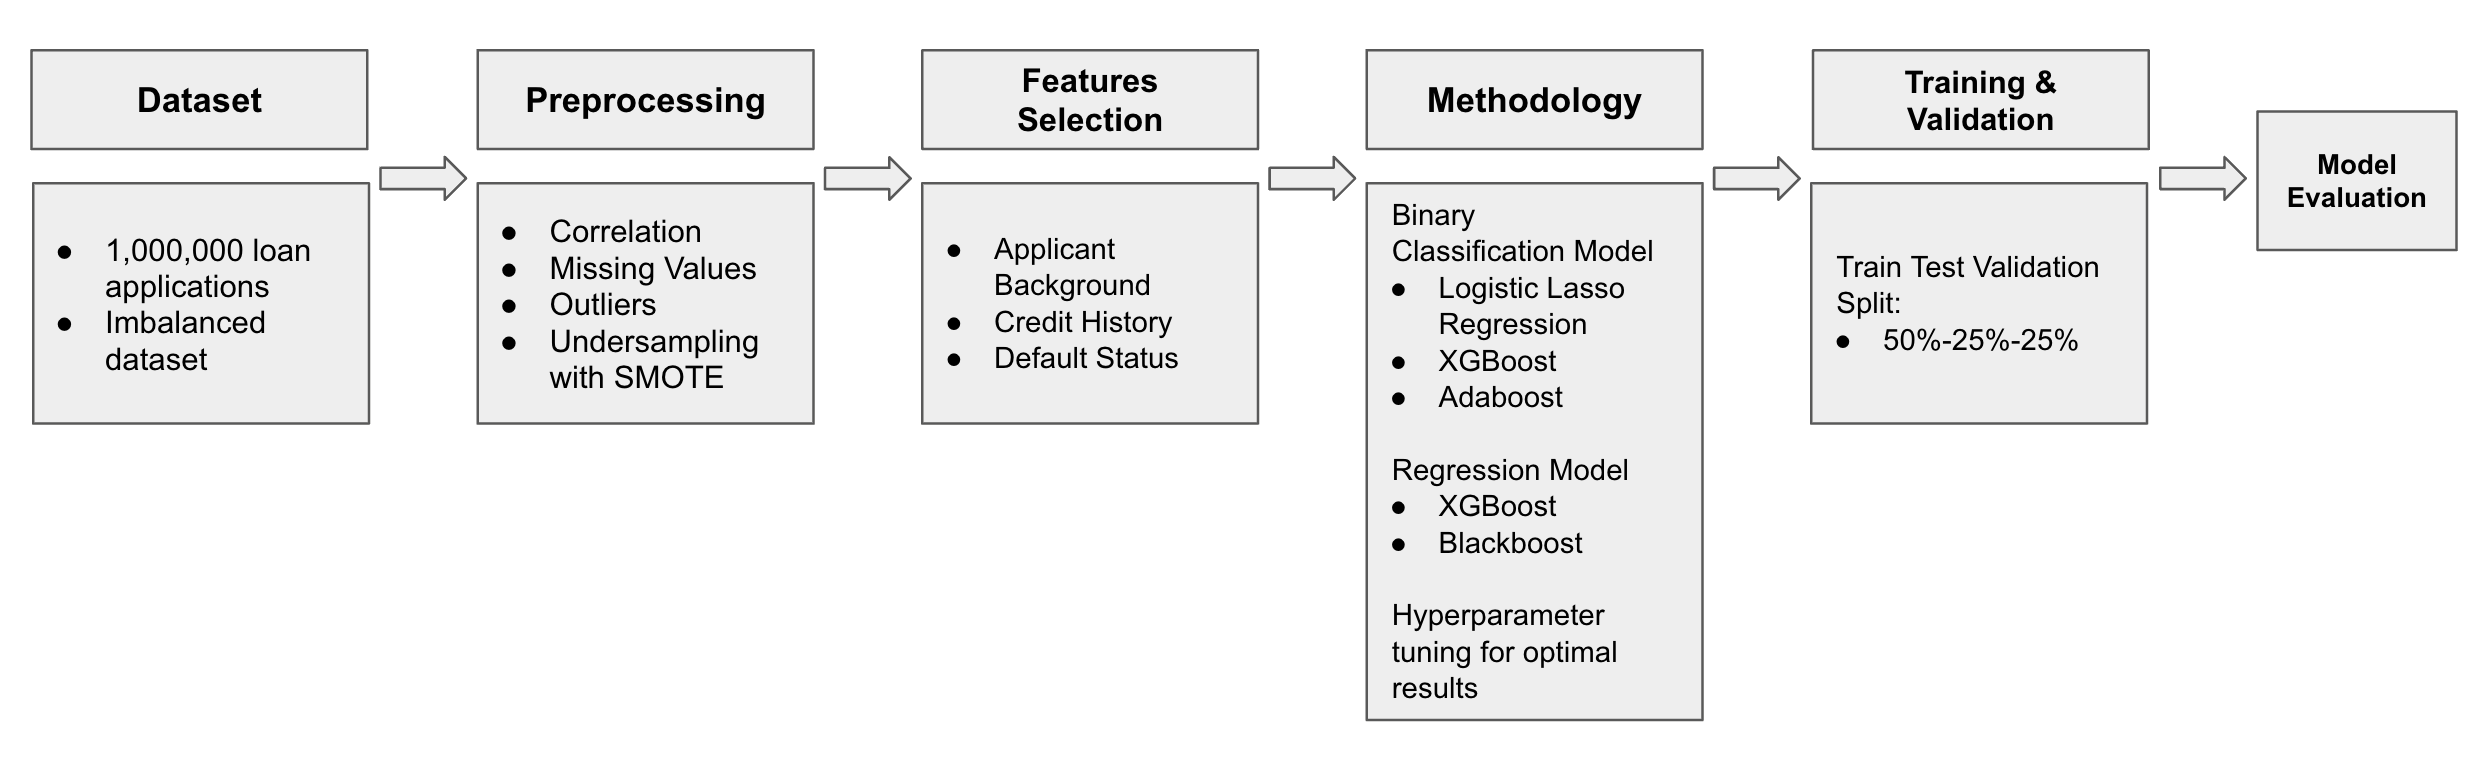 Dataset
● 1,000,000 loan
applications
● Imbalanced
dataset
Preprocessing
● Correlation
● Missing Values
● Outliers
● Undersampling
with SMOTE
Features
Selection
● Applicant
Background
● Credit History
● Default Status
Methodology
Binary
Classification Model
● Logistic Lasso
Regression
● XGBoost
● Adaboost
Regression Model
● XGBoost
● Blackboost
Hyperparameter
tuning for optimal
results
Training &
Validation
Train Test Validation
Split:
● 50%-25%-25%
Model
Evaluation